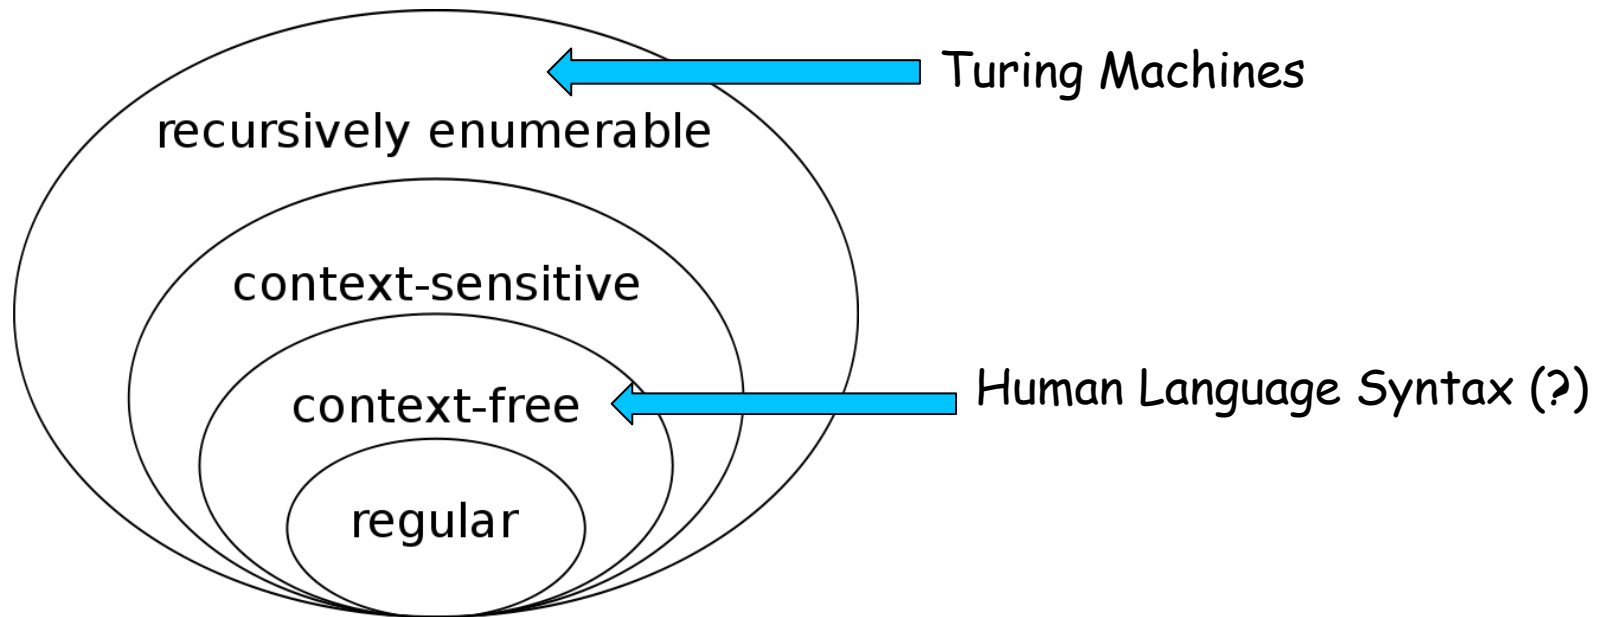 Turing Machines
recursively enumerable
context-sensitive
Human Language Syntax (?)
context-free
regular